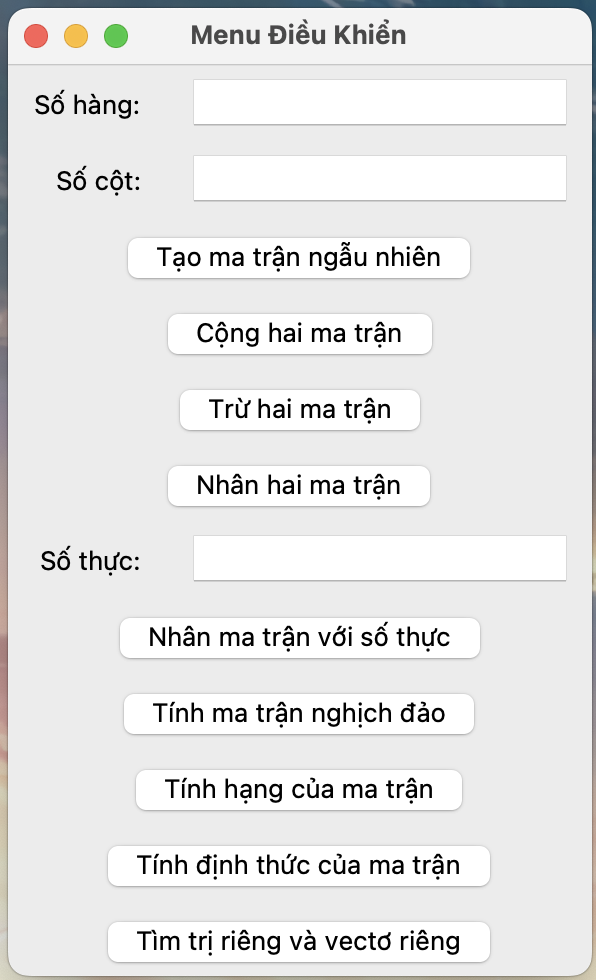 Menu Điều Khiển
Số hàng:
Số cột:
Tạo ma trận ngẫu nhiên
Cộng hai ma trận
Trừ hai ma trận
Nhân hai ma trận
Số thực:
Nhân ma trận với số thực
Tính ma trận nghịch đảo
Tính hạng của ma trận
Tính định thức của ma trận
Tìm trị riêng và vectơ riêng